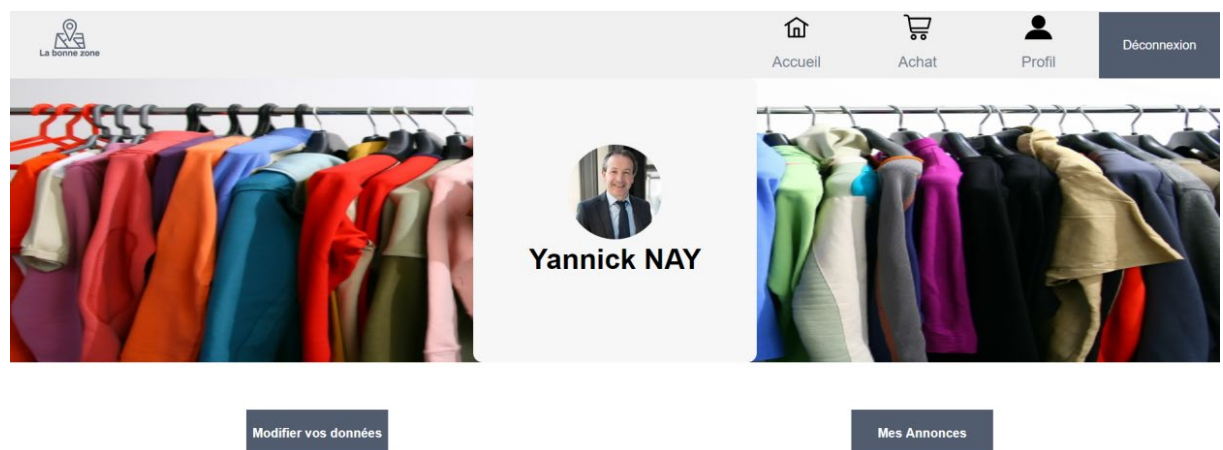 La bonne zone
Accueil
Achat
Profil
Déconnexion
Yannick NAY
Modifier vos données
Mes Annonces